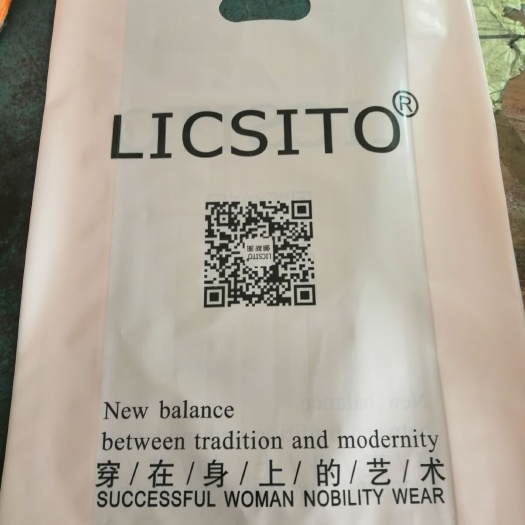 LICSITO®
New balance
between tradition and modernity
穿/在/身/上/的/艺/术
SUCCESSFUL WOMAN NOBILITY WEAR